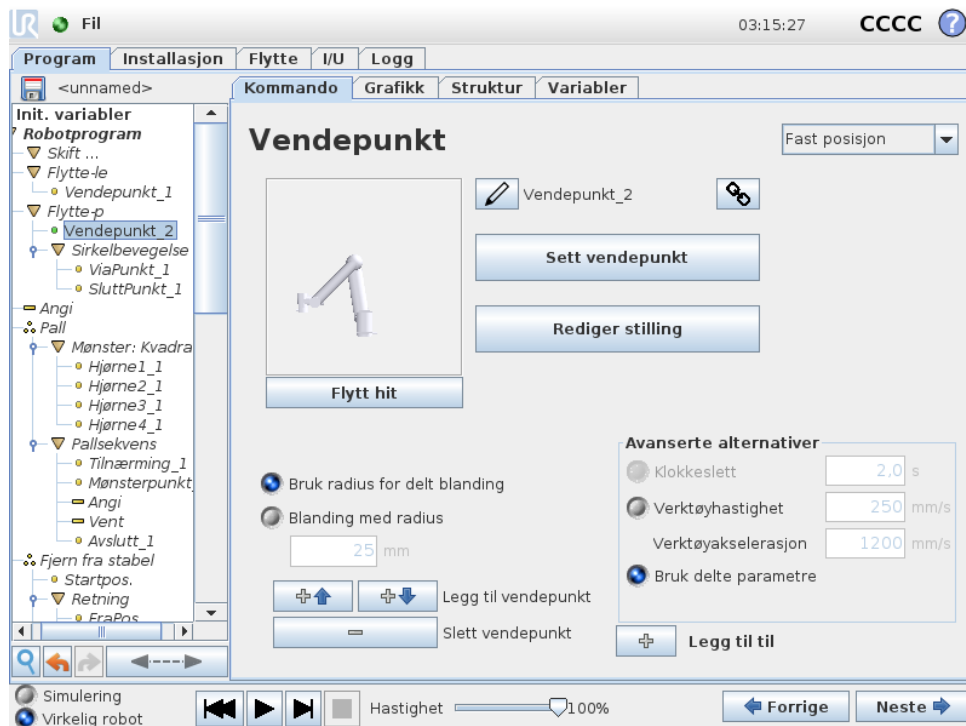 UR Fil 03:15:27 CCCC ?
Program Installasjon Flytte I/U Logg
<unnamed>
Kommando Grafikk Struktur Variabler
Init. variabler
Robotprogram
Skift ...
Flytte-le
Vendepunkt_1
Flytte-p
Vendepunkt_2
Sirkelbevegelse
ViaPunkt_1
SluttPunkt_1
Angi
Pall
Mønster: Kvadra
Hjørne1_1
Hjørne2_1
Hjørne3_1
Hjørne4_1
Pallsekvens
Tilnærming_1
Mønsterpunkt_
Angi
Vent
Avslutt_1
Fjern fra stabel
Startpos.
Retning
FraPos
Vendepunkt
Fast posisjon
Vendepunkt_2
Sett vendepunkt
Rediger stilling
Flytt hit
Bruk radius for delt blanding
Blanding med radius
25 mm
Legg til vendepunkt
Slett vendepunkt
Avanserte alternativer
Klokkeslett 2,0 s
Verktøyhastighet 250 mm/s
Verktøyakselerasjon 1200 mm/s
Bruk delte parametre
Legg til til
Simulering
Virkelig robot
Hastighet 100%
Forrige Neste